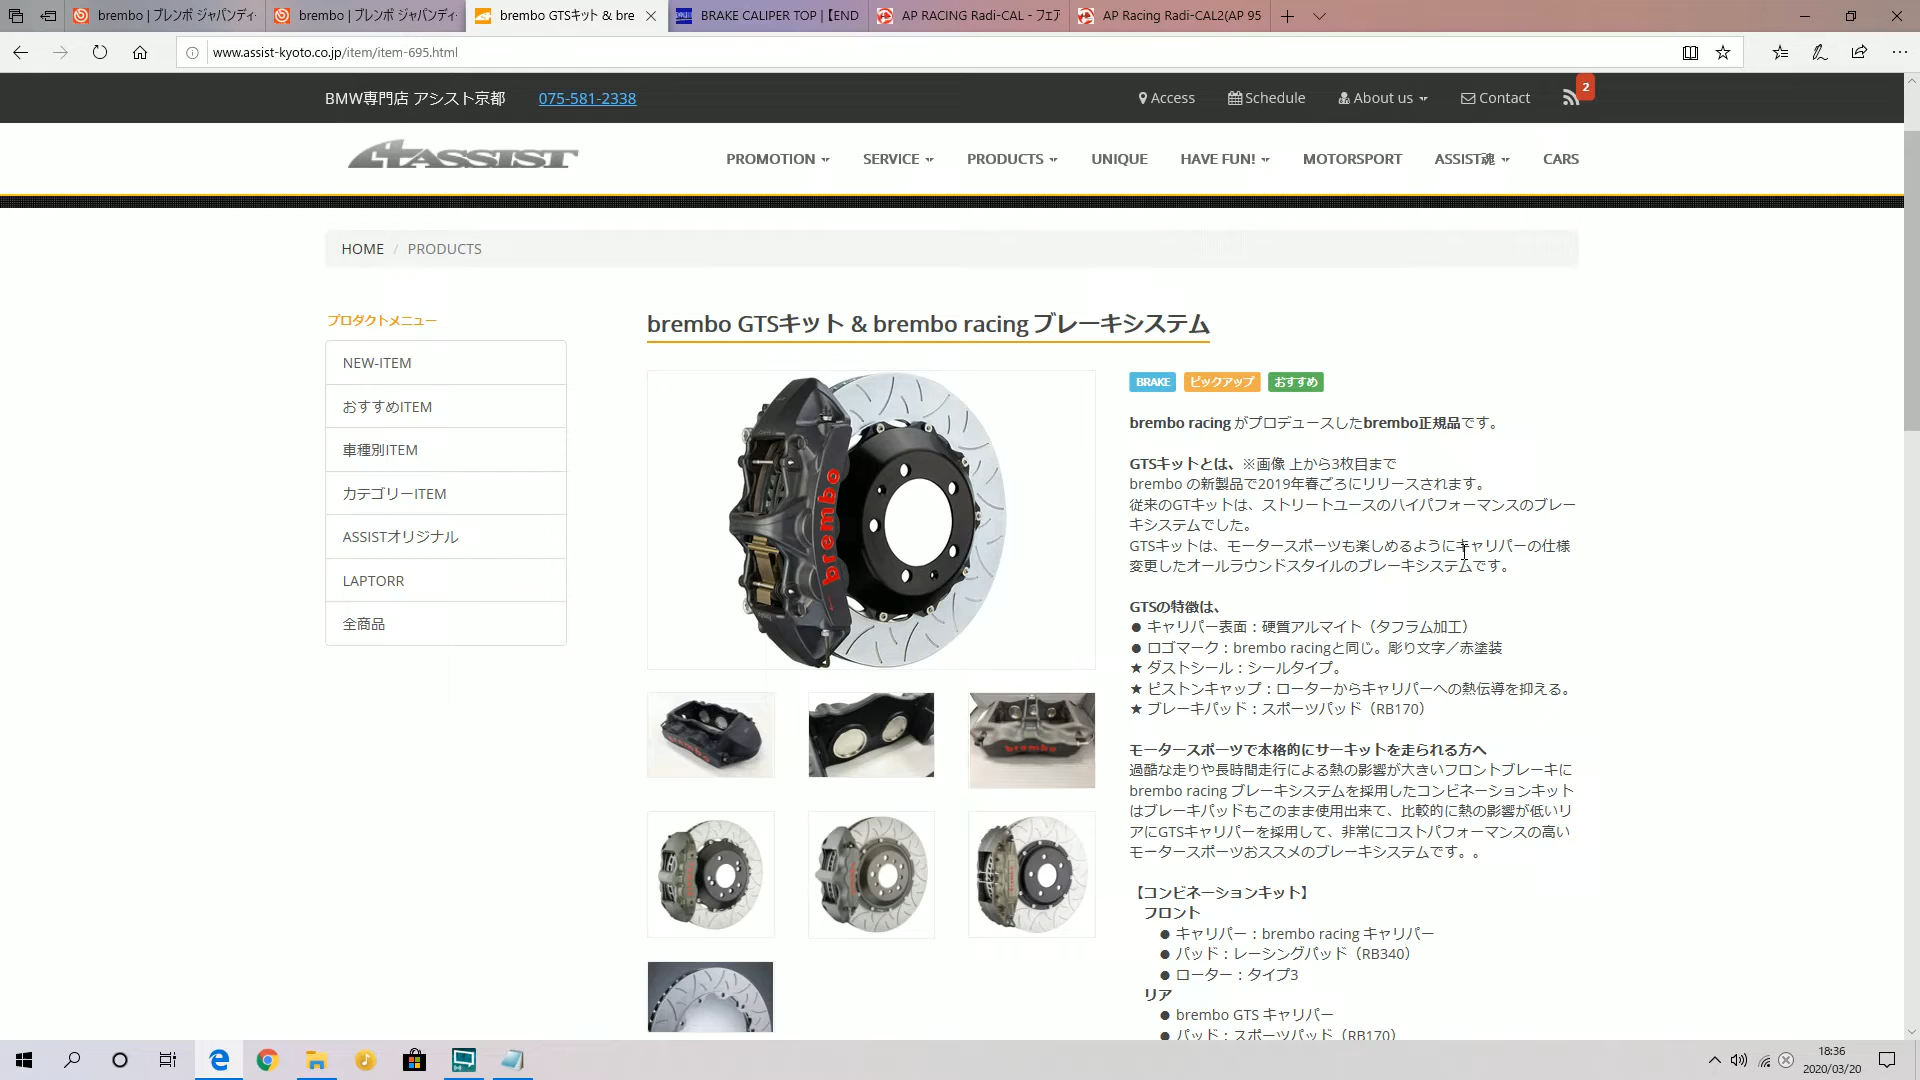 brembo | ブレンボ ジャパンディ
brembo | ブレンボ ジャパンディ
brembo GTSキット & bre
BRAKE CALIPER TOP | 【END
AP RACING Radi-CAL - フェア
AP Racing Radi-CAL2(AP 95
www.assist-kyoto.co.jp/item/item-695.html
BMW専門店 アシスト京都
075-581-2338
Access
Schedule
About us
Contact
2
ASSIST
PROMOTION
SERVICE
PRODUCTS
UNIQUE
HAVE FUN!
MOTORSPORT
ASSIST魂
CARS
HOME / PRODUCTS
プロダクトメニュー
NEW-ITEM
おすすめITEM
車種別ITEM
カテゴリーITEM
ASSISTオリジナル
LAPTORR
全商品
brembo GTSキット & brembo racing ブレーキシステム
brembo
BRAKE ピックアップ おすすめ
brembo racing がプロデュースしたbrembo正規品です。
GTSキットとは、※画像 上から3枚目まで
brembo の新製品で2019年春ごろにリリースされます。
従来のGTキットは、ストリートユースのハイパフォーマンスのブレー
キシステムでした。
GTSキットは、モータースポーツも楽しめるようにキャリパーの仕様
変更したオールラウンドスタイルのブレーキシステムです。
GTSの特徴は、
● キャリパー表面：硬質アルマイト（タフラム加工）
● ロゴマーク：brembo racingと同じ。彫り文字／赤塗装
★ ダストシール：シールタイプ。
★ ピストンキャップ：ローターからキャリパーへの熱伝導を抑える。
★ ブレーキパッド：スポーツパッド（RB170）
モータースポーツで本格的にサーキットを走られる方へ
過酷な走りや長時間走行による熱の影響が大きいフロントブレーキに
brembo racing ブレーキシステムを採用したコンビネーションキット
はブレーキパッドもこのまま使用出来て、比較的に熱の影響が低いリ
アにGTSキャリパーを採用して、非常にコストパフォーマンスの高い
モータースポーツおススメのブレーキシステムです。。
【コンビネーションキット】
フロント
● キャリパー：brembo racing キャリパー
● パッド：レーシングパッド（RB340）
● ローター：タイプ3
リア
● brembo GTS キャリパー
● パッド：スポーツパッド（RB170）
brembo
18:36
2020/03/20